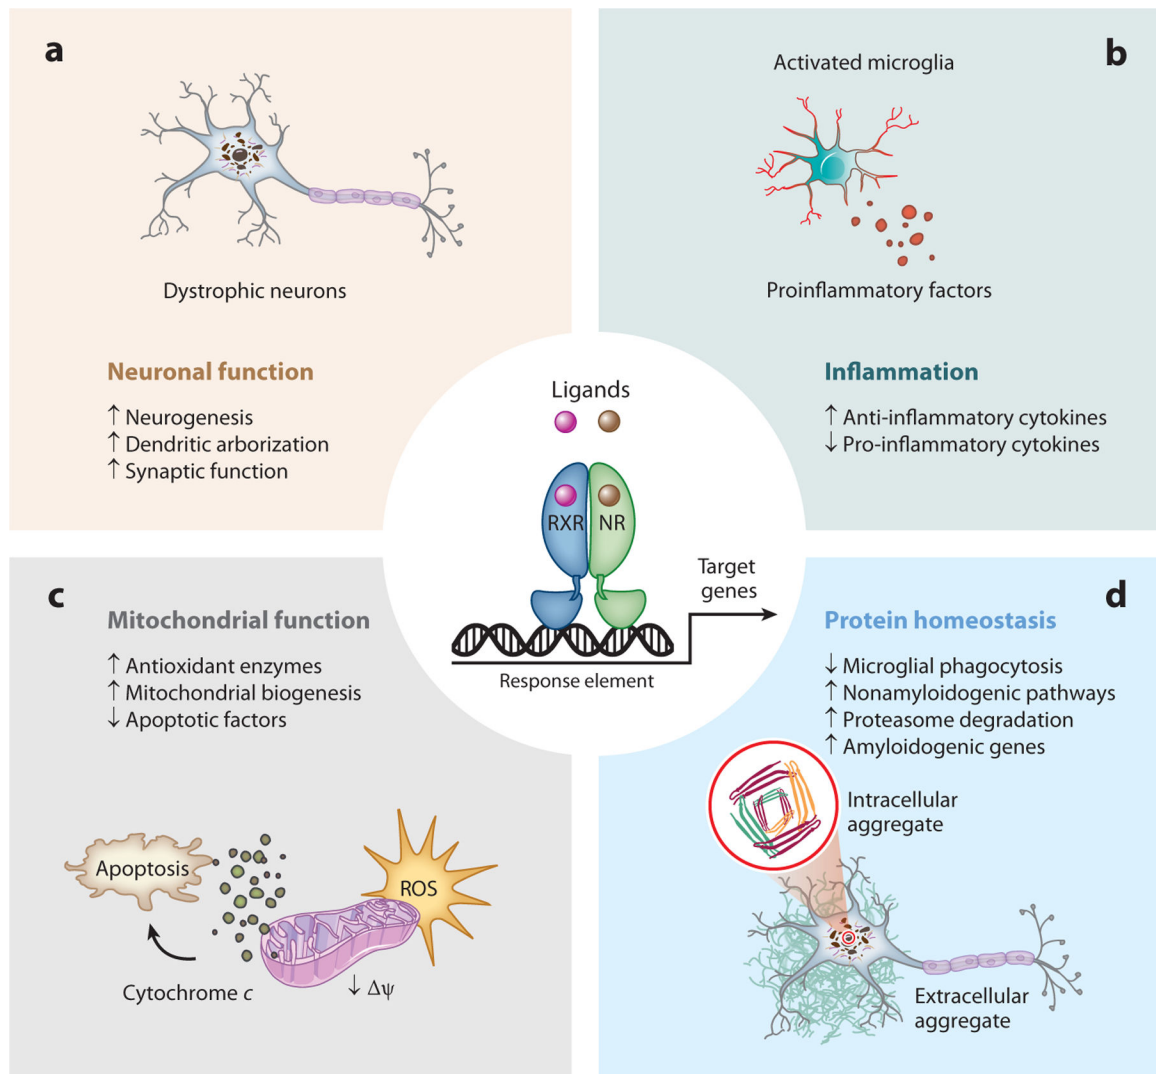 a
Dystrophic neurons
Neuronal function
↑ Neurogenesis
↑ Dendritic arborization
↑ Synaptic function
b
Activated microglia
Proinflammatory factors
Inflammation
↑ Anti-inflammatory cytokines
↓ Pro-inflammatory cytokines
Ligands
RXR
NR
Target
genes
Response element
c
Mitochondrial function
↑ Antioxidant enzymes
↑ Mitochondrial biogenesis
↓ Apoptotic factors
Apoptosis
ROS
Cytochrome c
↓ Δψ
d
Protein homeostasis
↓ Microglial phagocytosis
↑ Nonamyloidogenic pathways
↑ Proteasome degradation
↑ Amyloidogenic genes
Intracellular
aggregate
Extracellular
aggregate